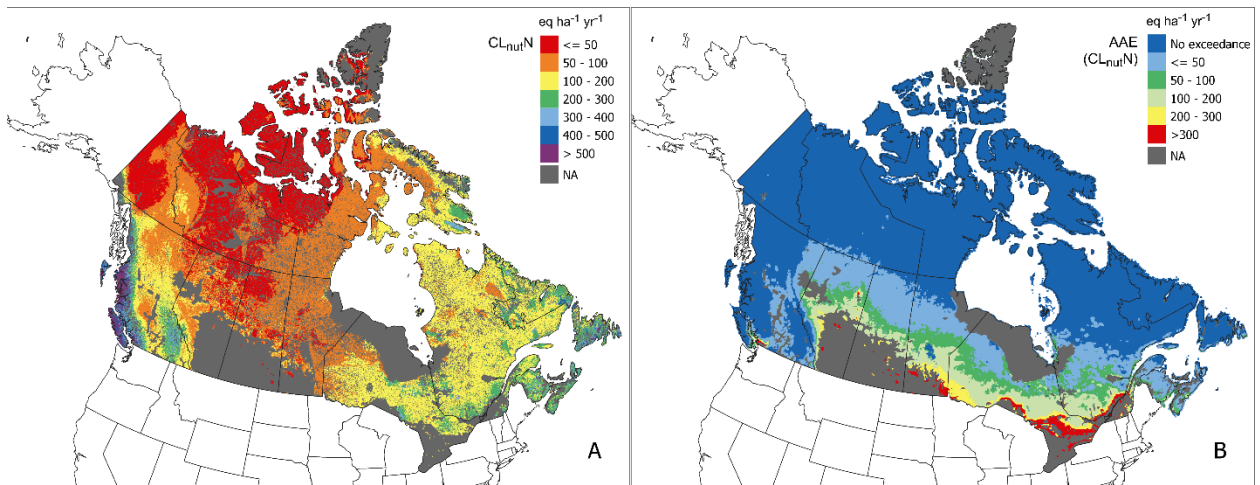 eq ha⁻¹ yr⁻¹
CLnutN
<= 50
50 - 100
100 - 200
200 - 300
300 - 400
400 - 500
> 500
NA
A
eq ha⁻¹ yr⁻¹
AAE
(CLnutN)
No exceedance
<= 50
50 - 100
100 - 200
200 - 300
>300
NA
B